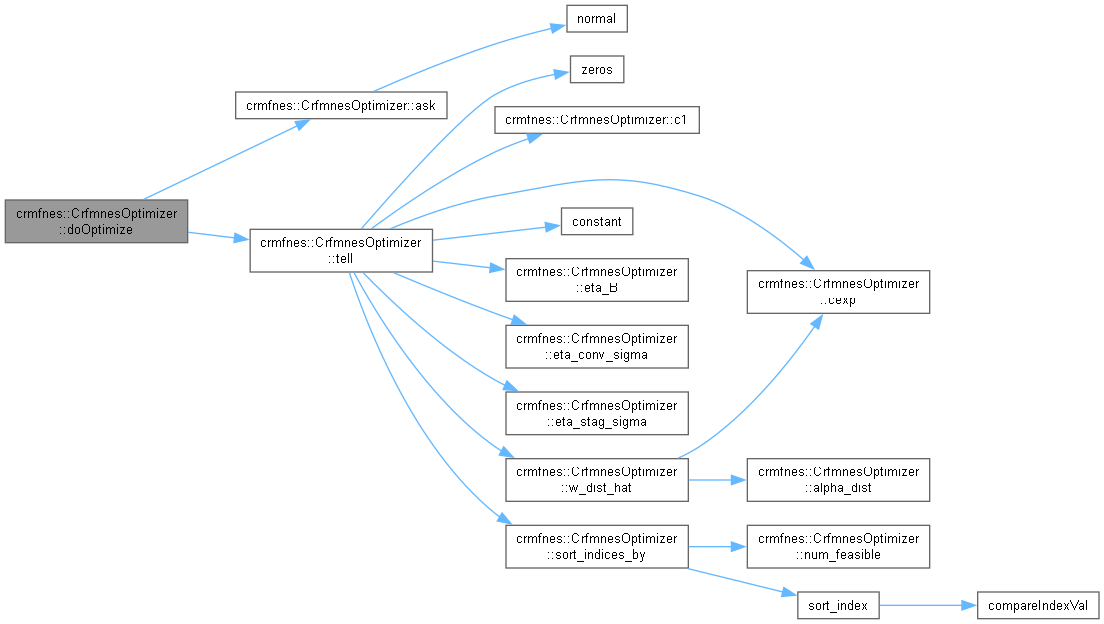 normal
zeros
crmfnes::CrfmnesOptimizer::ask
crmfnes::CrfmnesOptimizer::c1
crmfnes::CrfmnesOptimizer
::doOptimize
constant
crmfnes::CrfmnesOptimizer
::tell
crmfnes::CrfmnesOptimizer
::eta_B
crmfnes::CrfmnesOptimizer
::cexp
crmfnes::CrfmnesOptimizer
::eta_conv_sigma
crmfnes::CrfmnesOptimizer
::eta_stag_sigma
crmfnes::CrfmnesOptimizer
::w_dist_hat
crmfnes::CrfmnesOptimizer
::alpha_dist
crmfnes::CrfmnesOptimizer
::sort_indices_by
crmfnes::CrfmnesOptimizer
::num_feasible
sort_index
compareIndexVal